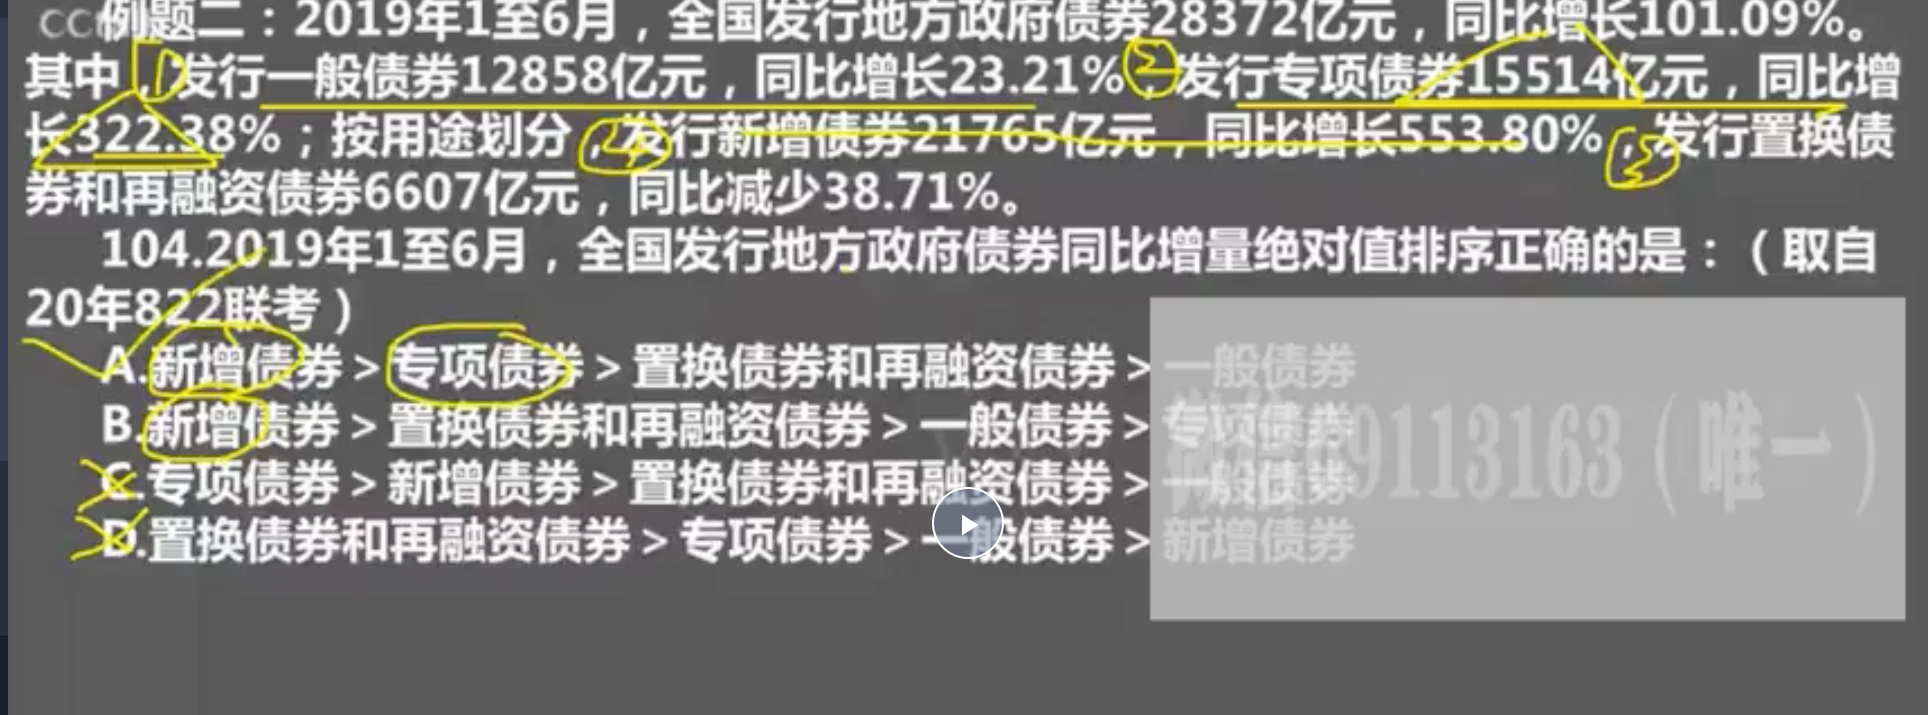 CC例题二：2019年1至6月，全国发行地方政府债券28372亿元，同比增长101.09%。
其中，发行一般债券12858亿元，同比增长23.21%，发行专项债券15514亿元，同比增
长322.38%；按用途划分，发行新增债券21765亿元，同比增长553.80%，发行置换债
券和再融资债券6607亿元，同比减少38.71%。
104.2019年1至6月，全国发行地方政府债券同比增量绝对值排序正确的是：（取自
20年822联考）
A.新增债券＞专项债券＞置换债券和再融资债券＞一般债券
B.新增债券＞置换债券和再融资债券＞一般债券＞专项债券
C.专项债券＞新增债券＞置换债券和再融资债券＞一般债券
D.置换债券和再融资债券＞专项债券＞一般债券＞新增债券
9113163（唯一）